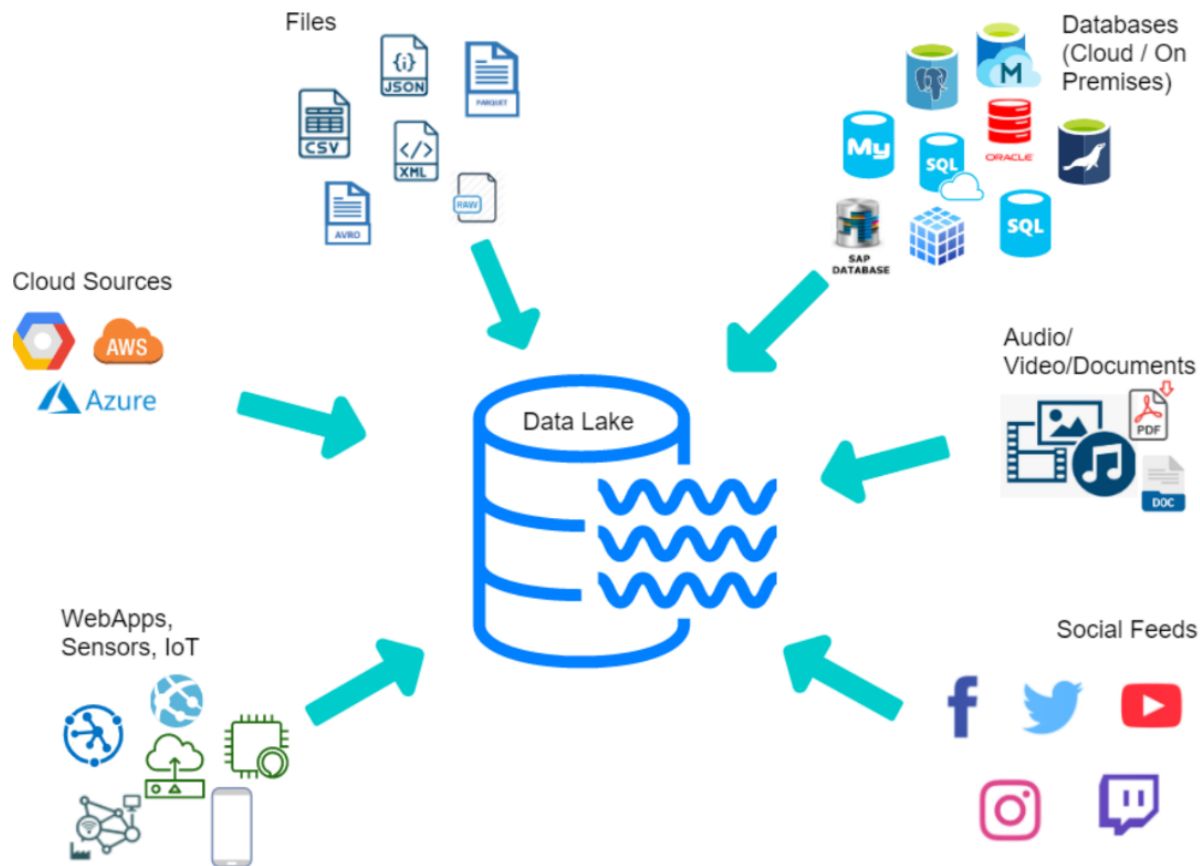 Files
JSON
PARQUET
CSV
XML
AVRO
RAW
Databases
(Cloud / On
Premises)
M
My
SQL
ORACLE
SQL
SAP
DATABASE
Cloud Sources
AWS
Azure
Audio/
Video/Documents
PDF
DOC
Data Lake
WebApps,
Sensors, IoT
Social Feeds